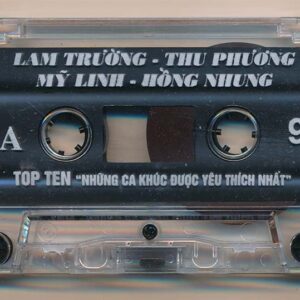 LAM TRƯỜNG - THU PHƯƠNG
MỸ LINH - HỒNG NHUNG
A
9
TOP TEN "NHỮNG CA KHÚC ĐƯỢC YÊU THÍCH NHẤT"